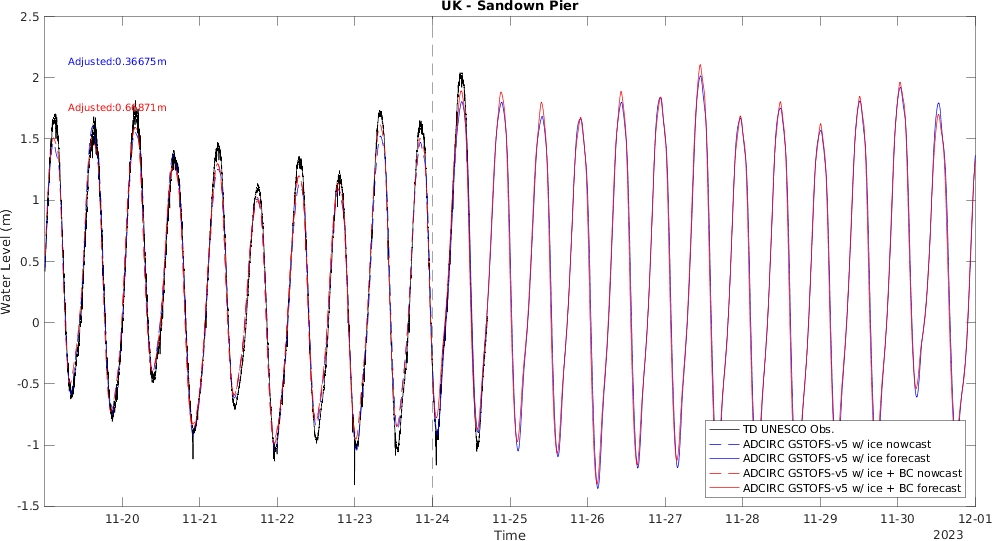 UK - Sandown Pier
2.5
2
1.5
1
0.5
0
-0.5
-1
-1.5
Water Level (m)
Adjusted:0.36675m
Adjusted:0.66871m
TD UNESCO Obs.
ADCIRC GSTOFS-v5 w/ ice nowcast
ADCIRC GSTOFS-v5 w/ ice forecast
ADCIRC GSTOFS-v5 w/ ice + BC nowcast
ADCIRC GSTOFS-v5 w/ ice + BC forecast
11-20 11-21 11-22 11-23 11-24 11-25 11-26 11-27 11-28 11-29 11-30 12-01
Time
2023